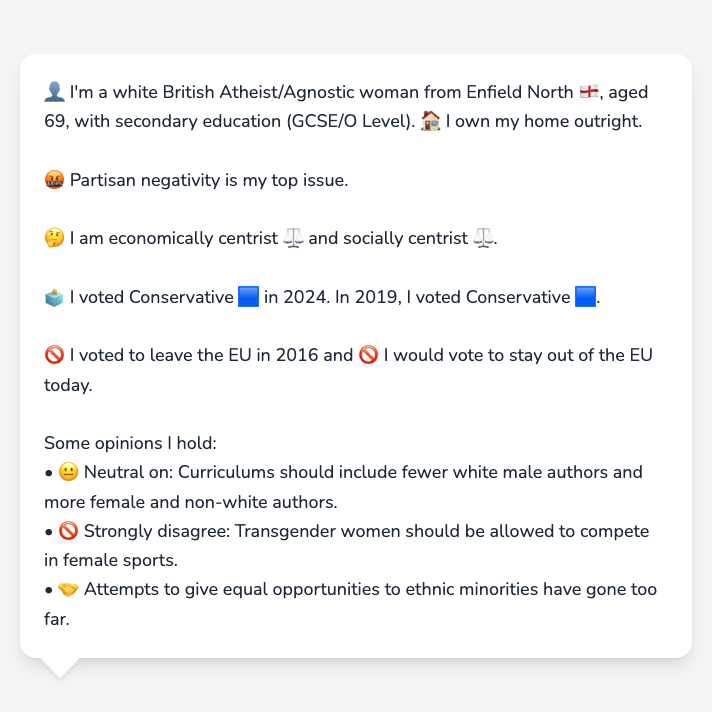 👤 I'm a white British Atheist/Agnostic woman from Enfield North 🏴󠁧󠁢󠁥󠁮󠁧󠁿, aged
69, with secondary education (GCSE/O Level). 🏠 I own my home outright.
🤬 Partisan negativity is my top issue.
🤔 I am economically centrist ⚖️ and socially centrist ⚖️.
🗳️ I voted Conservative 🟦 in 2024. In 2019, I voted Conservative 🟦.
🚫 I voted to leave the EU in 2016 and 🚫 I would vote to stay out of the EU
today.
Some opinions I hold:
• 😐 Neutral on: Curriculums should include fewer white male authors and
more female and non-white authors.
• 🚫 Strongly disagree: Transgender women should be allowed to compete
in female sports.
• 🤝 Attempts to give equal opportunities to ethnic minorities have gone too
far.